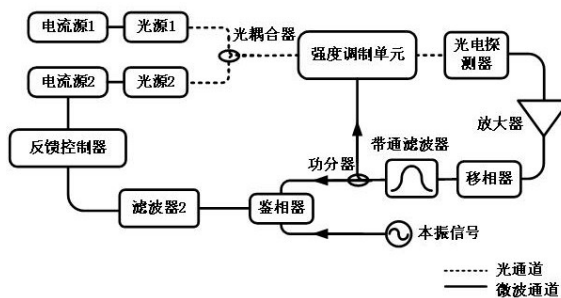 电流源1
光源1
光耦合器
强度调制单元
光电探
测器
电流源2
光源2
放大器
反馈控制器
功分器
带通滤波器
移相器
滤波器2
鉴相器
本振信号
光通道
微波通道